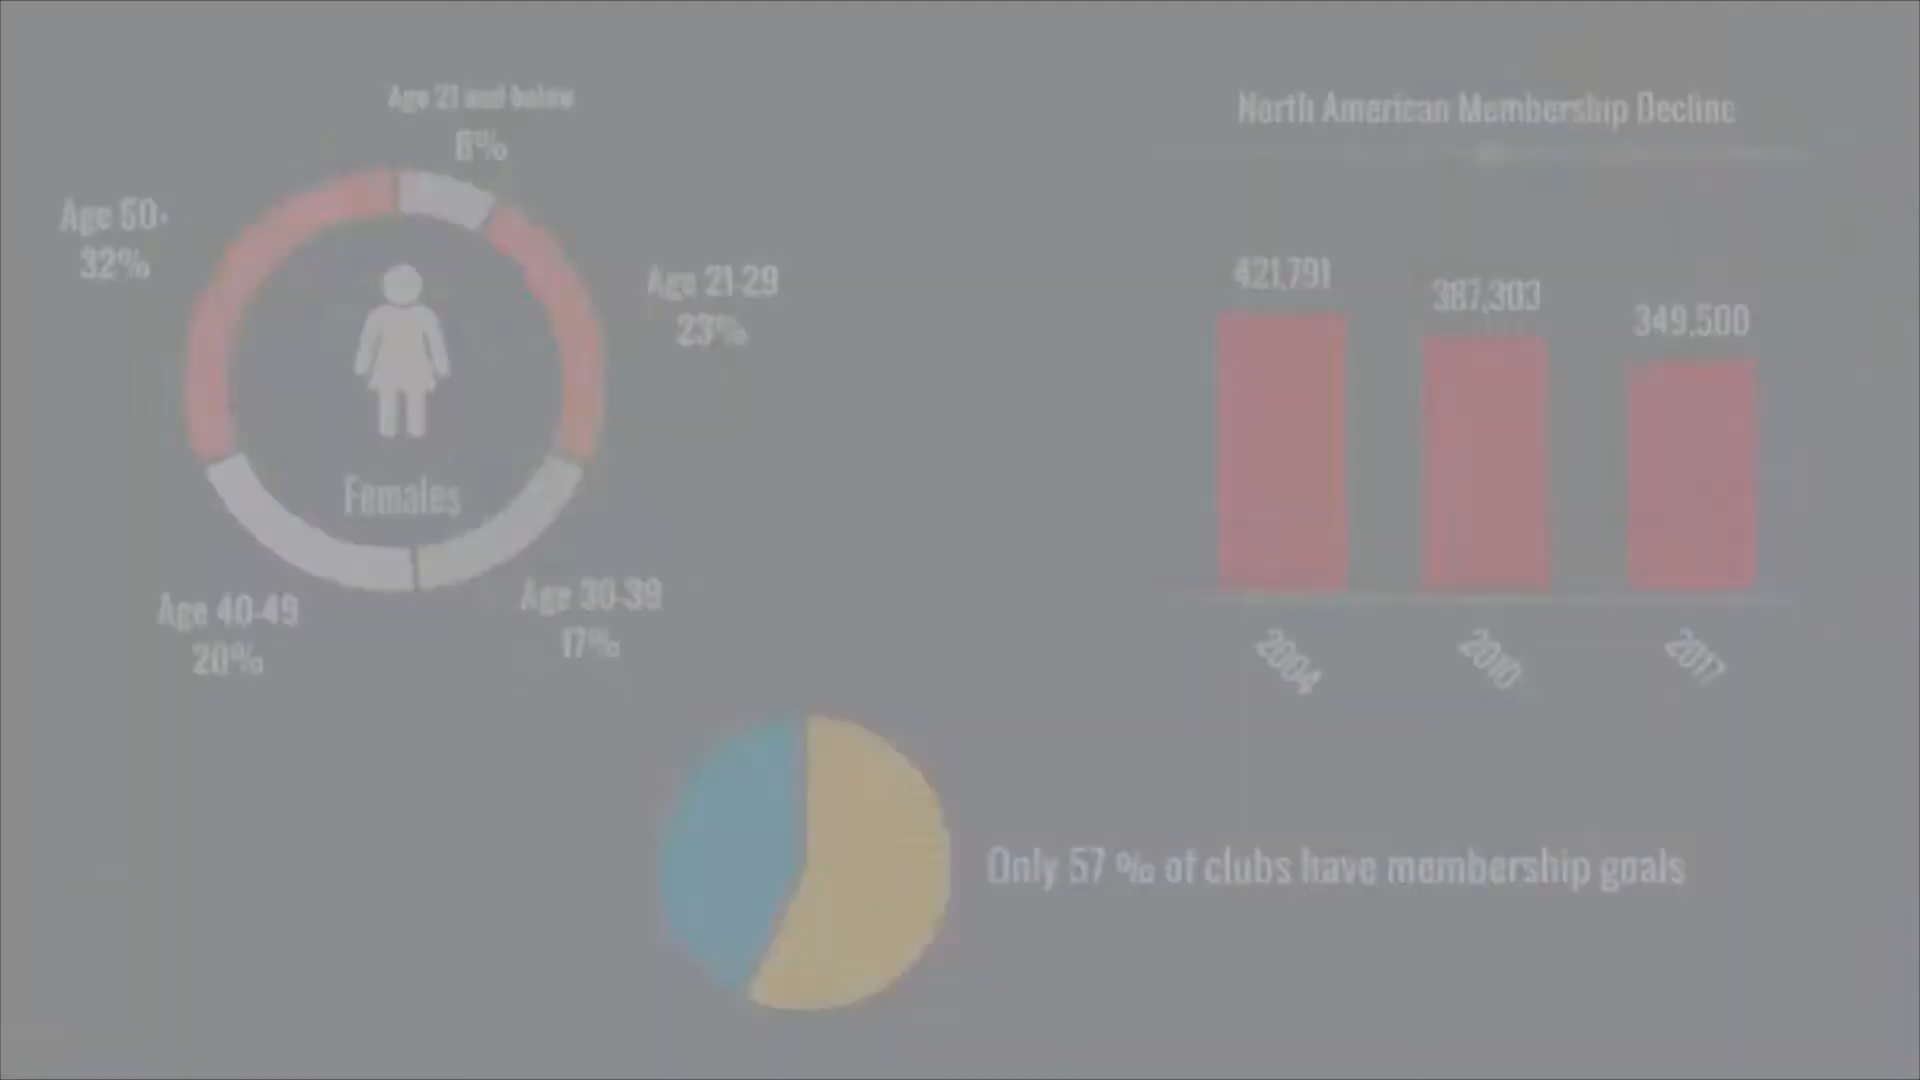 Age 21 and below
8%
Age 50+
32%
Age 21-29
23%
Females
Age 40-49
20%
Age 30-39
17%
North American Membership Decline
421,791
387,303
349,500
2004
2010
2017
Only 57 % of clubs have membership goals